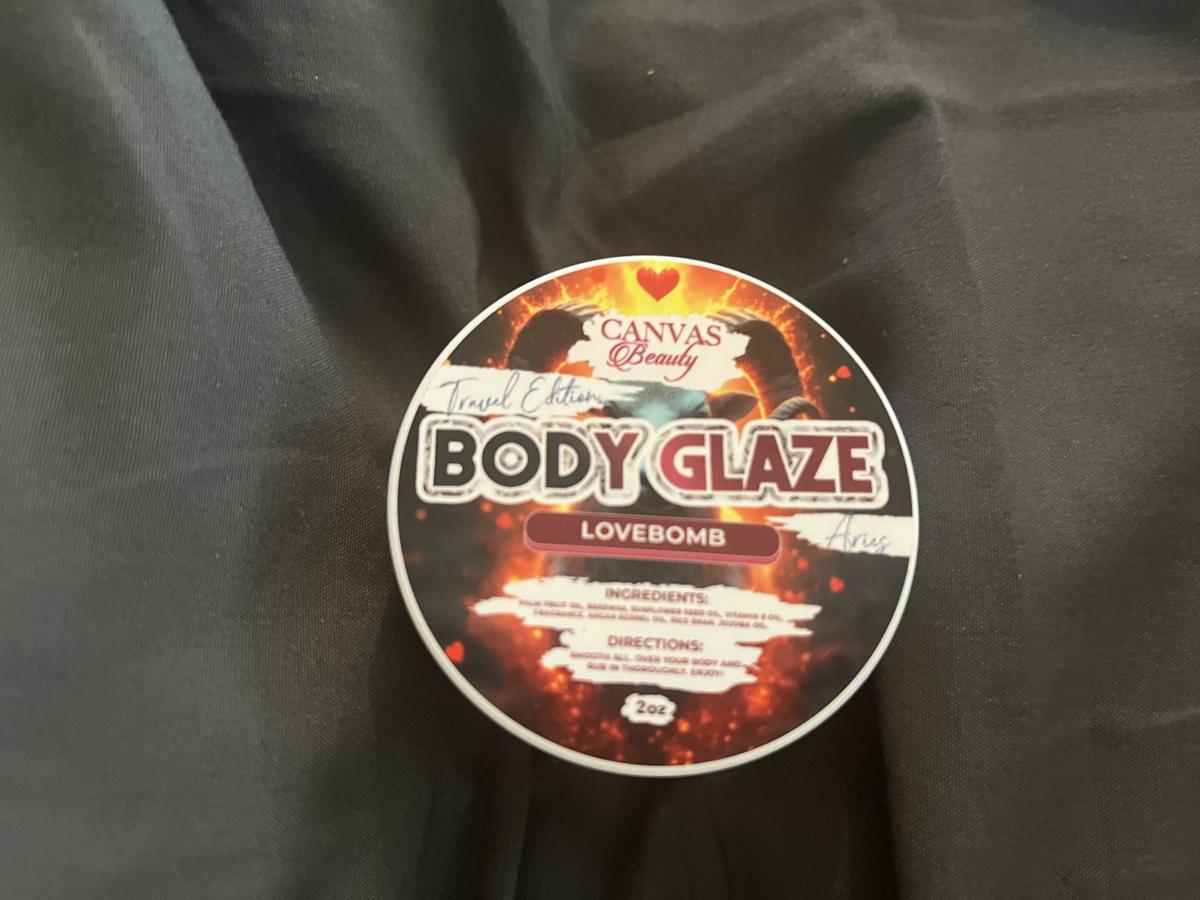 CANVAS
Beauty
Travel Edition
BODY GLAZE
LOVEBOMB
Aries
INGREDIENTS:
PALM FRUIT OIL, BEESWAX, SUNFLOWER SEED OIL, VITAMIN E OIL,
FRAGRANCE, ARGAN KERNEL OIL, RICE BRAN, JOJOBA OIL.
DIRECTIONS:
SMOOTH ALL OVER YOUR BODY AND
RUB IN THOROUGHLY. ENJOY!
2oz